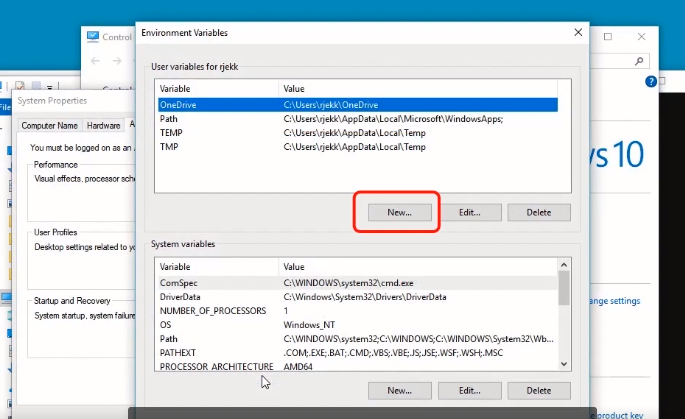 Control
Environment Variables
User variables for rjekk
Variable Value
OneDrive C:\Users\rjekk\OneDrive
Path C:\Users\rjekk\AppData\Local\Microsoft\WindowsApps;
TEMP C:\Users\rjekk\AppData\Local\Temp
TMP C:\Users\rjekk\AppData\Local\Temp
New... Edit... Delete
System variables
Variable Value
ComSpec C:\WINDOWS\system32\cmd.exe
DriverData C:\Windows\System32\Drivers\DriverData
NUMBER_OF_PROCESSORS 1
OS Windows_NT
Path C:\WINDOWS\system32;C:\WINDOWS;C:\WINDOWS\System32\Wb...
PATHEXT .COM;.EXE;.BAT;.CMD;.VBS;.VBE;.JS;.JSE;.WSF;.WSH;.MSC
PROCESSOR_ARCHITECTURE AMD64
New... Edit... Delete
File
System Properties
Computer Name Hardware A
You must be logged on as an
Performance
Visual effects, processor sche
User Profiles
Desktop settings related to yo
Startup and Recovery
System startup, system failure
vs 10
ange settings
product key